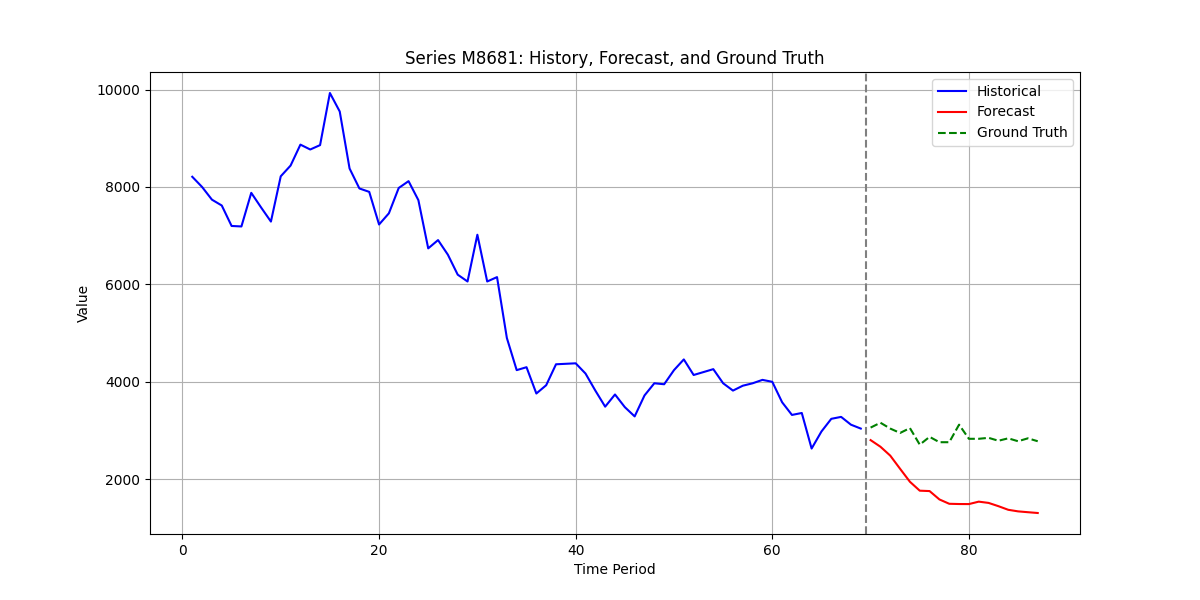 Series M8681: History, Forecast, and Ground Truth
Historical
Forecast
Ground Truth
Value
10000
8000
6000
4000
2000
0
20
40
60
80
Time Period